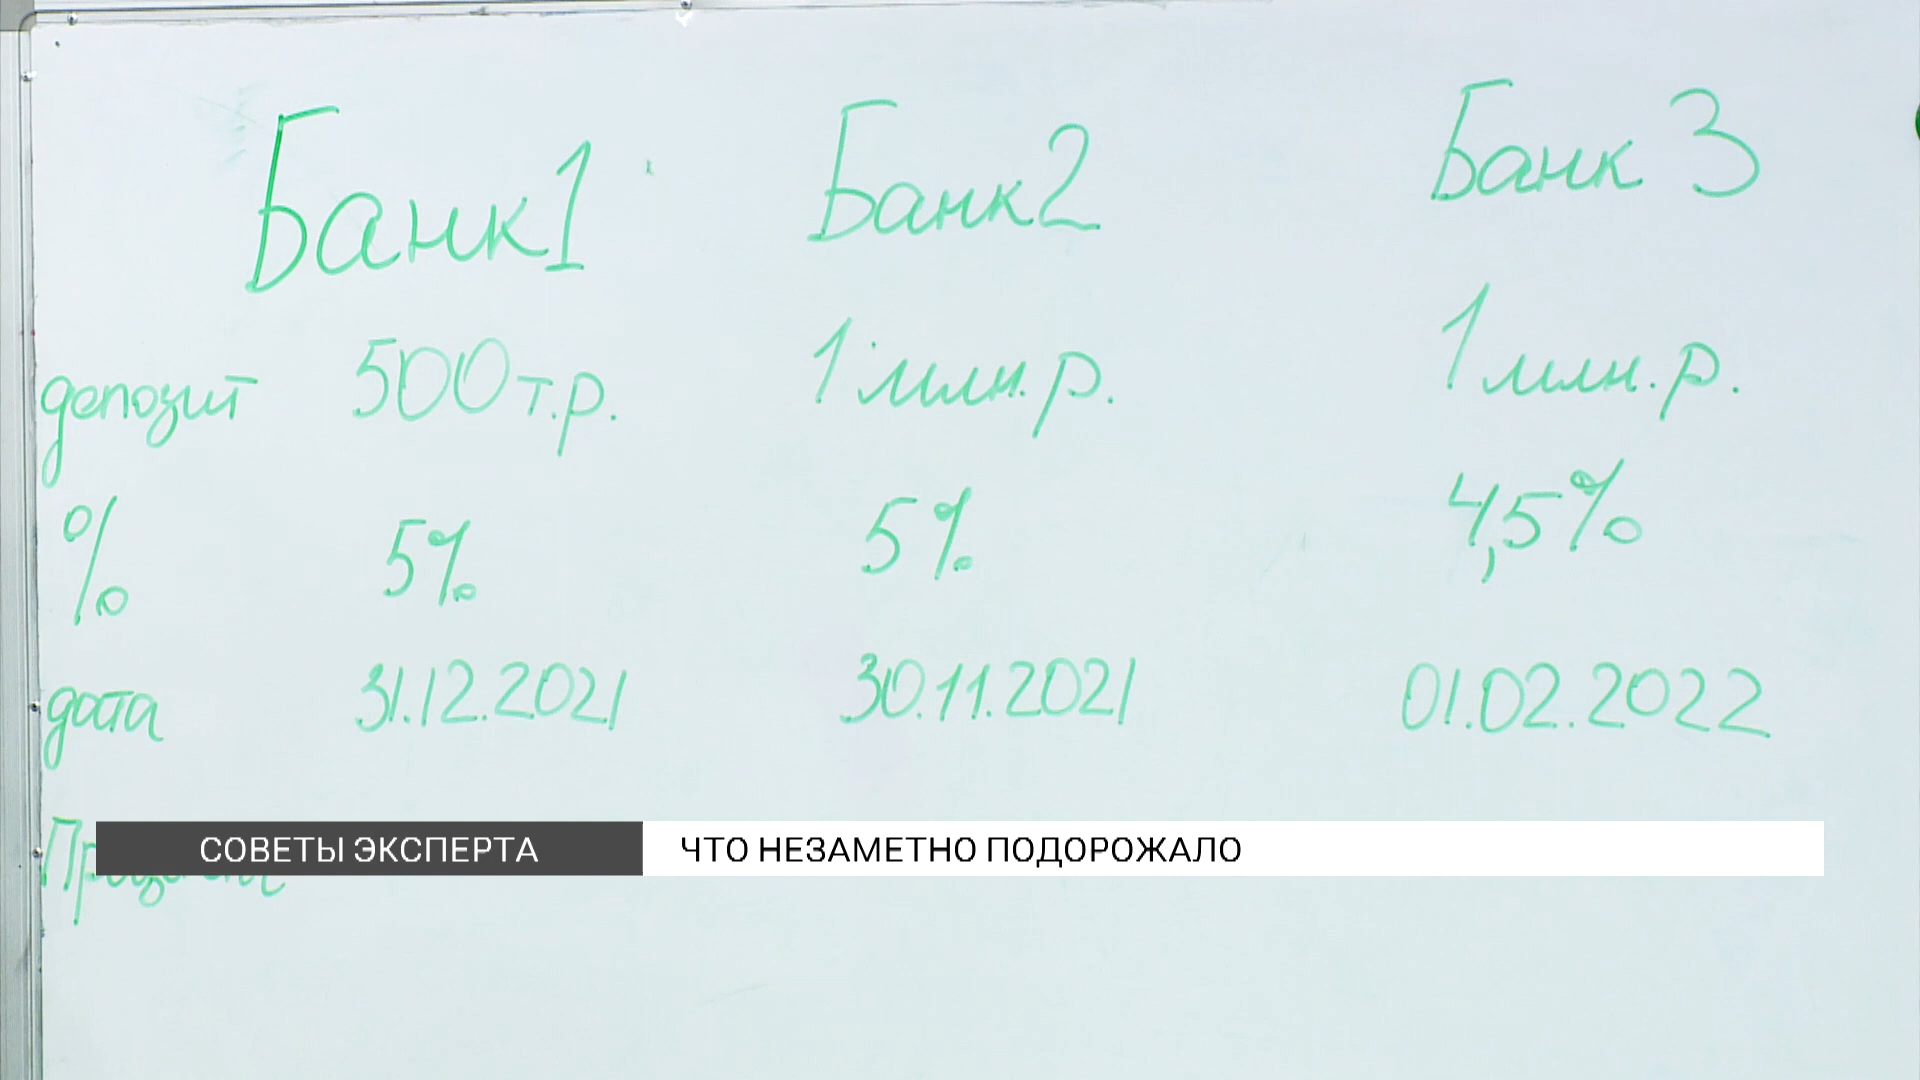 Банк1 Банк2 Банк 3
депозит 500 т.р. 1 млн.р. 1 млн.р.
% 5% 5% 4,5%
дата 31.12.2021 30.11.2021 01.02.2022
СОВЕТЫ ЭКСПЕРТА ЧТО НЕЗАМЕТНО ПОДОРОЖАЛО